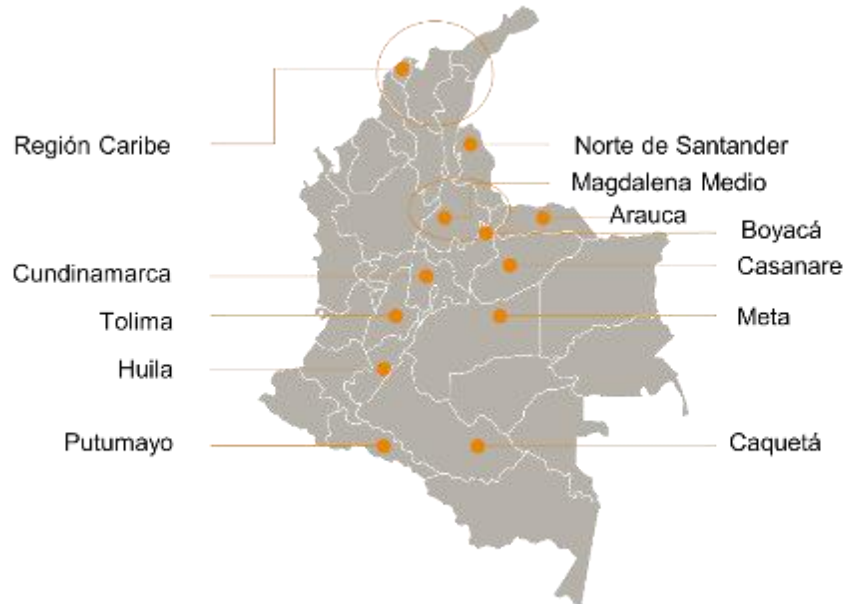 Región Caribe
Norte de Santander
Magdalena Medio
Arauca
Boyacá
Cundinamarca
Casanare
Tolima
Meta
Huila
Putumayo
Caquetá